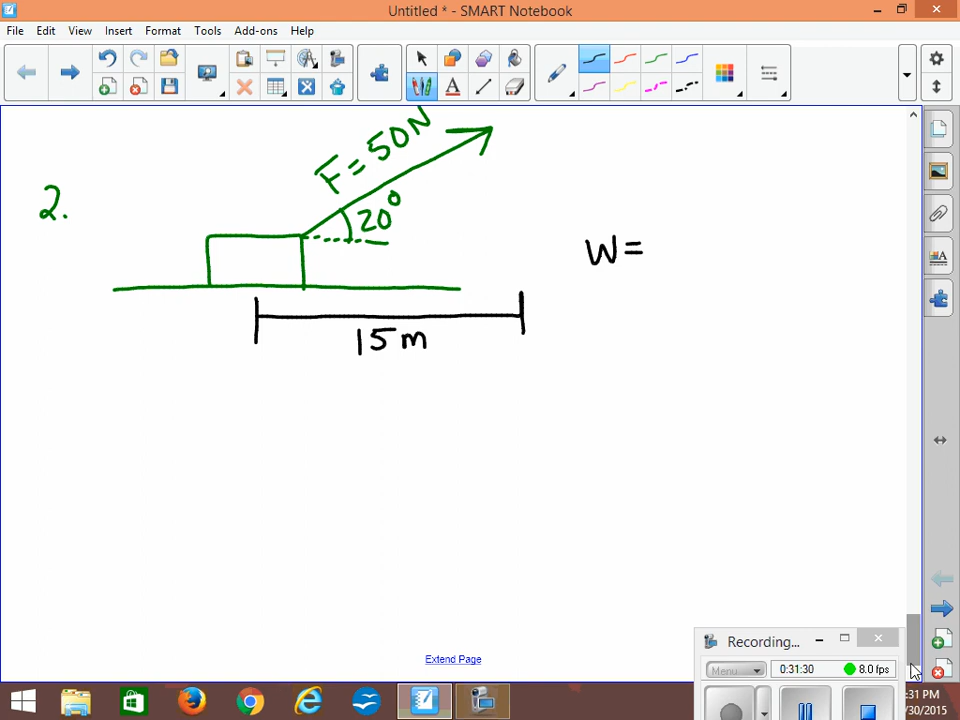 Untitled * - SMART Notebook
File Edit View Insert Format Tools Add-ons Help
F = 50N
2.
20°
W =
15 m
Extend Page
Recording...
Menu 0:31:30 8.0 fps
:31 PM
/30/2015